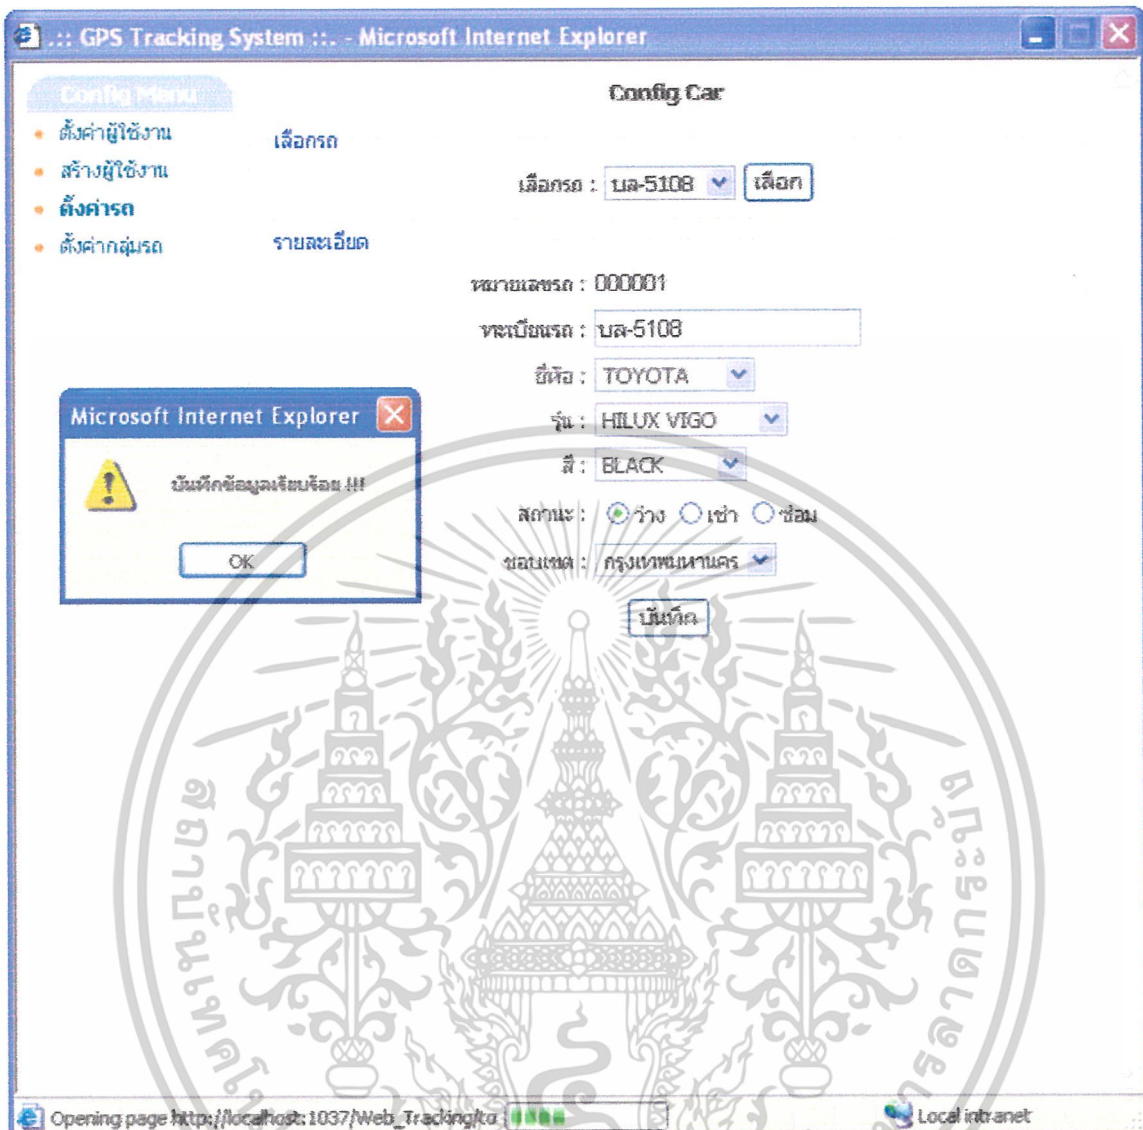 .:: GPS Tracking System ::. - Microsoft Internet Explorer
Config Menu
ตั้งค่าผู้ใช้งาน
สร้างผู้ใช้งาน
ตั้งค่ารถ
ตั้งค่ากลุ่มรถ
Config Car
เลือกรถ
เลือกรถ : บล-5108 เลือก
รายละเอียด
หมายเลขรถ : 000001
ทะเบียนรถ : บล-5108
ยี่ห้อ : TOYOTA
รุ่น : HILUX VIGO
สี : BLACK
สถานะ : ว่าง เช่า ซ่อม
ขอบเขต : กรุงเทพมหานคร
บันทึก
Microsoft Internet Explorer
บันทึกข้อมูลเรียบร้อย !!!
OK
Opening page http://localhost:1037/Web_Tracking/to
Local intranet